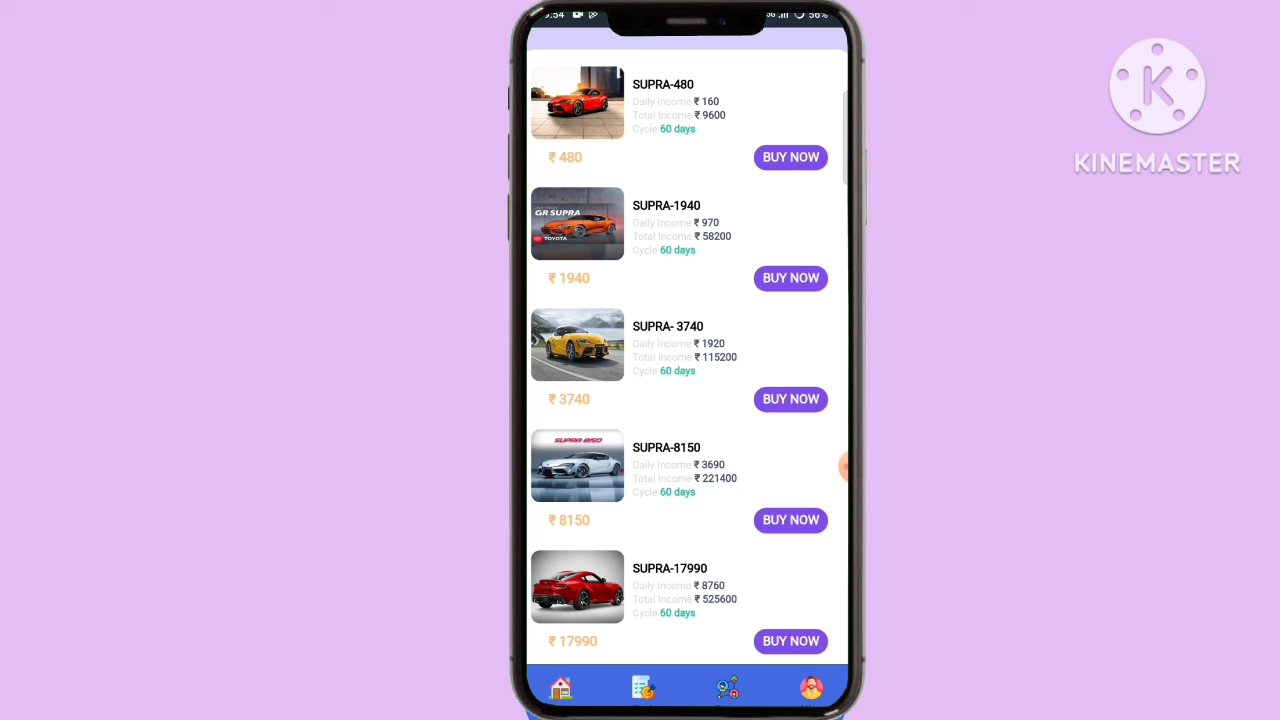 9:54
56%
SUPRA-480
Daily Income ₹ 160
Total Income ₹ 9600
Cycle 60 days
₹ 480
BUY NOW
GR SUPRA
TOYOTA
SUPRA-1940
Daily Income ₹ 970
Total Income ₹ 58200
Cycle 60 days
₹ 1940
BUY NOW
SUPRA- 3740
Daily Income ₹ 1920
Total Income ₹ 115200
Cycle 60 days
₹ 3740
BUY NOW
SUPRA 8150
SUPRA-8150
Daily Income ₹ 3690
Total Income ₹ 221400
Cycle 60 days
₹ 8150
BUY NOW
SUPRA-17990
Daily Income ₹ 8760
Total Income ₹ 525600
Cycle 60 days
₹ 17990
BUY NOW
K
KINEMASTER